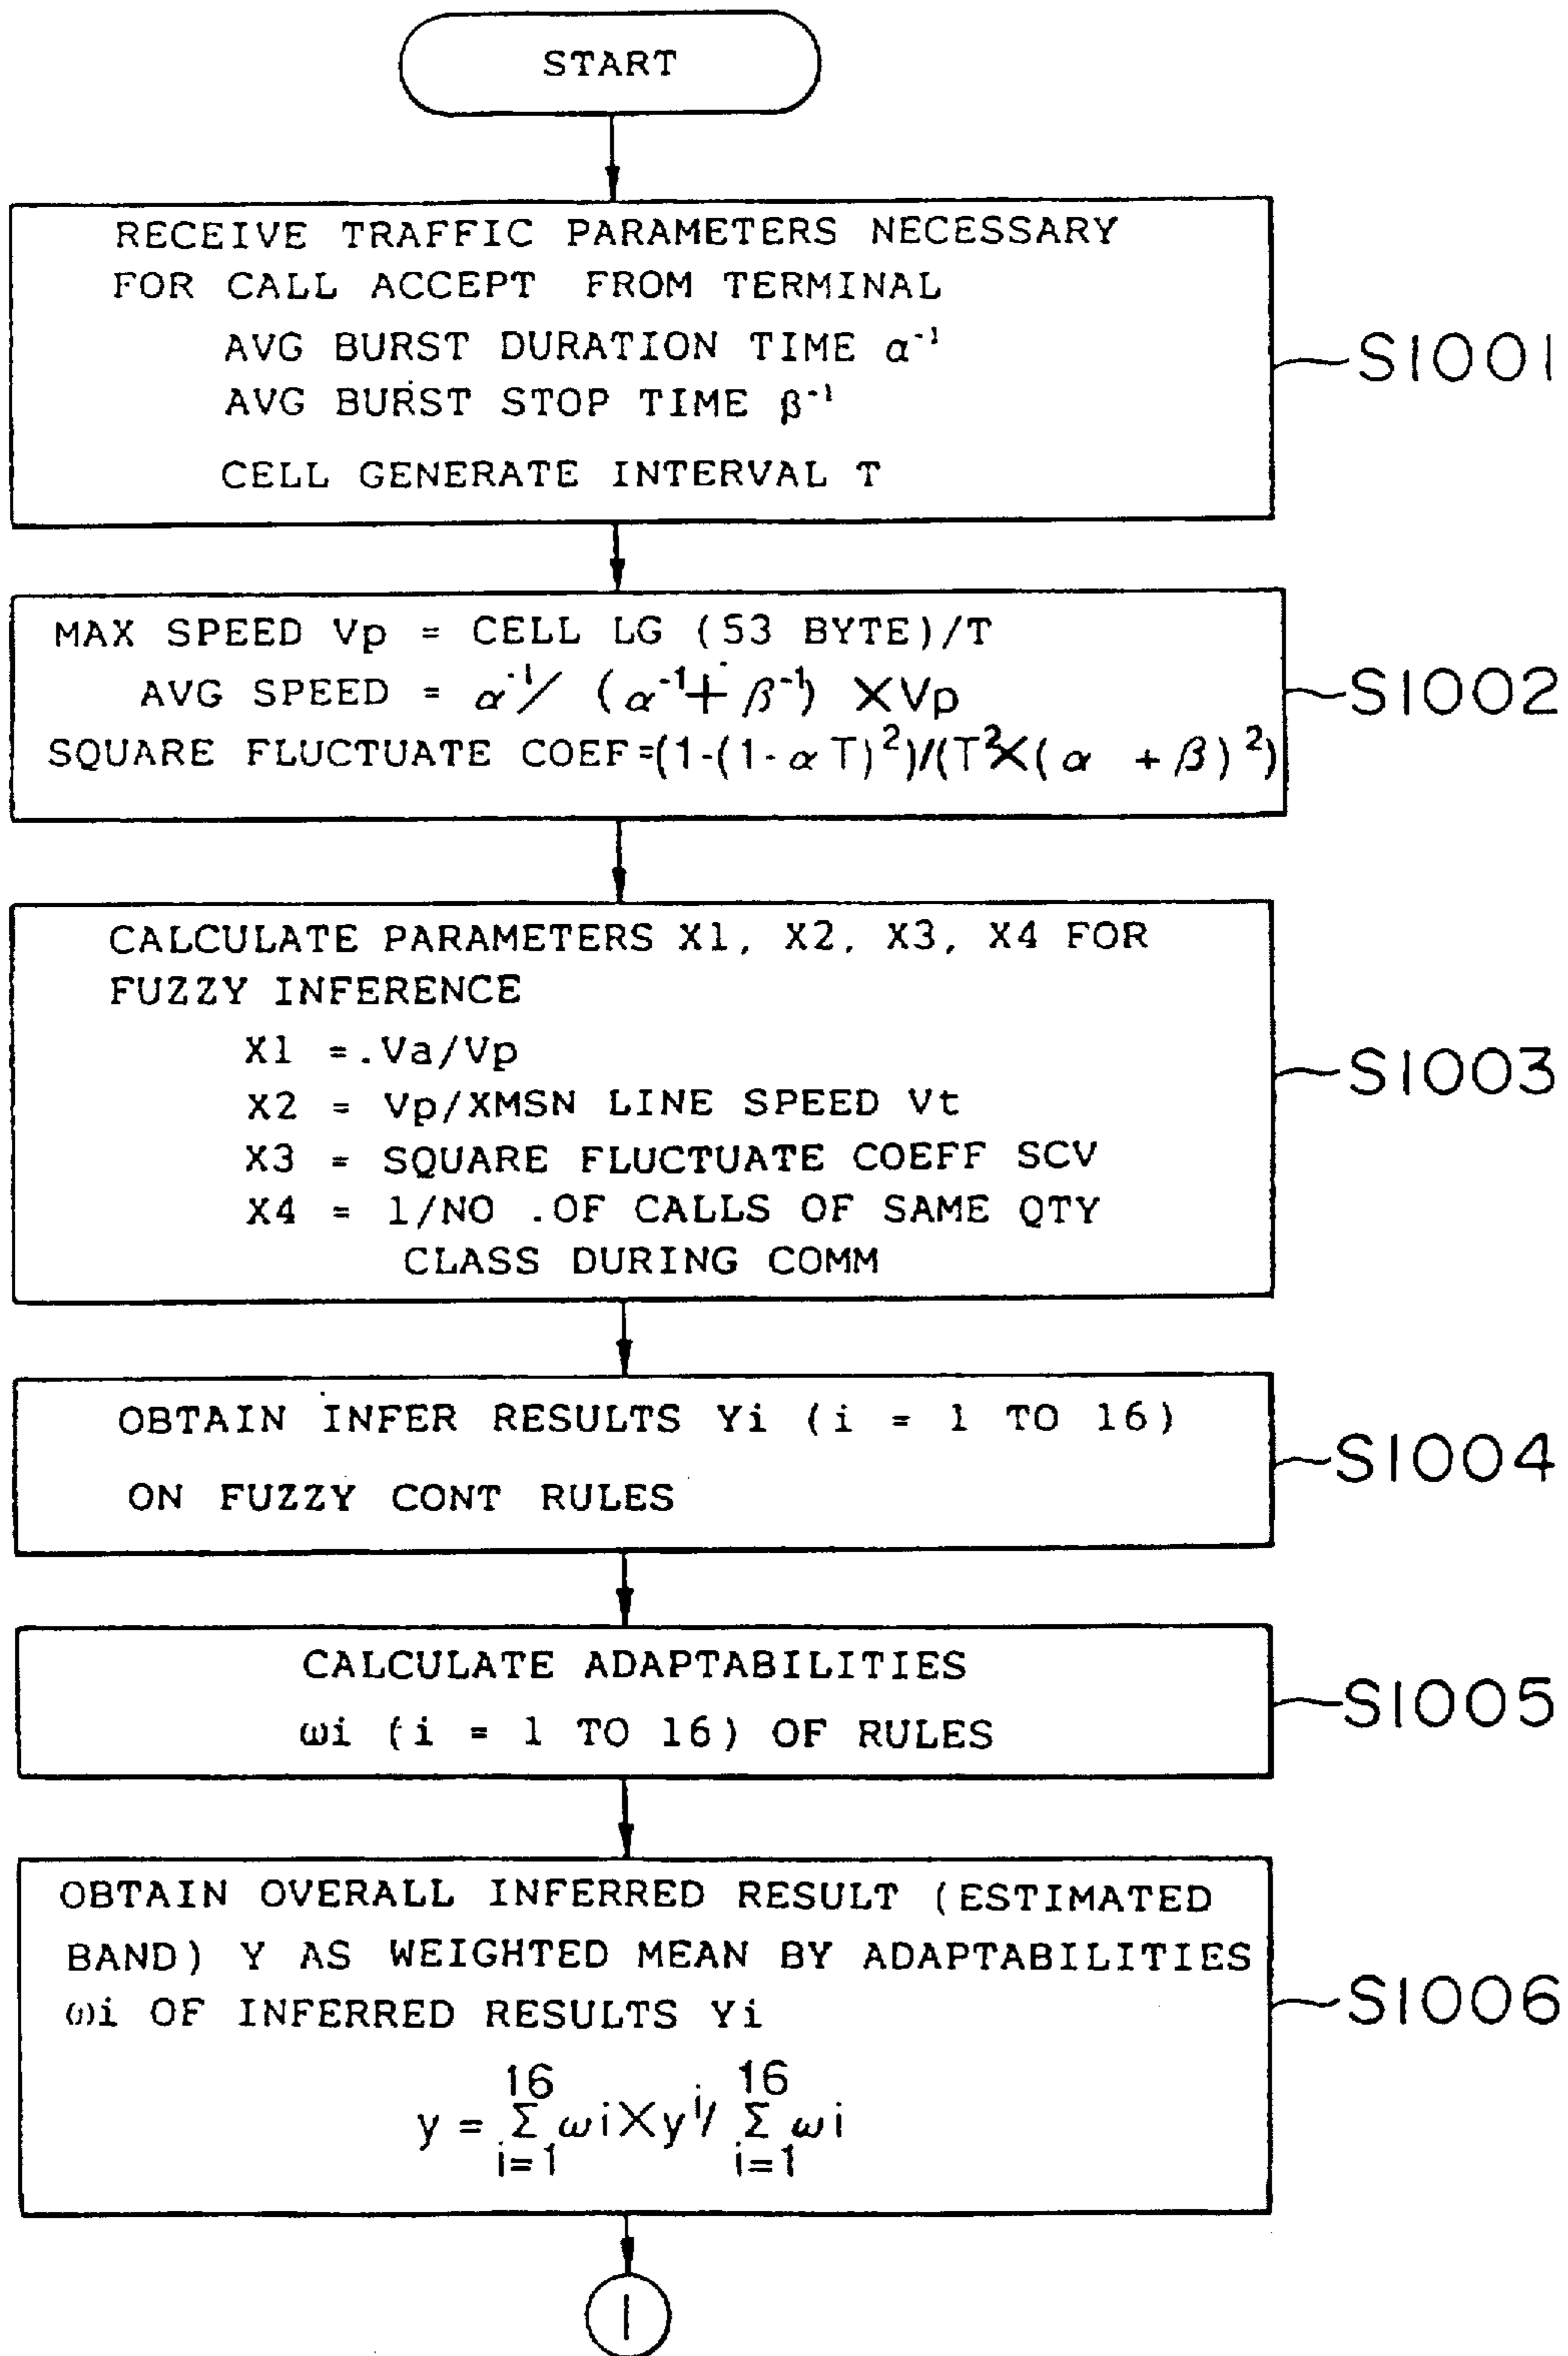 START
RECEIVE TRAFFIC PARAMETERS NECESSARY
FOR CALL ACCEPT FROM TERMINAL
AVG BURST DURATION TIME α⁻¹
AVG BURST STOP TIME β⁻¹
CELL GENERATE INTERVAL T
S1001
MAX SPEED Vp = CELL LG (53 BYTE)/T
AVG SPEED = α⁻¹/ (α⁻¹+ β⁻¹) ×Vp
SQUARE FLUCTUATE COEF=(1-(1-αT)²)/(T²×(α + β)²)
S1002
CALCULATE PARAMETERS X1, X2, X3, X4 FOR
FUZZY INFERENCE
X1 =.Va/Vp
X2 = Vp/XMSN LINE SPEED Vt
X3 = SQUARE FLUCTUATE COEFF SCV
X4 = 1/NO .OF CALLS OF SAME QTY
CLASS DURING COMM
S1003
OBTAIN INFER RESULTS Yi (i = 1 TO 16)
ON FUZZY CONT RULES
S1004
CALCULATE ADAPTABILITIES
ωi (i = 1 TO 16) OF RULES
S1005
OBTAIN OVERALL INFERRED RESULT (ESTIMATED
BAND) Y AS WEIGHTED MEAN BY ADAPTABILITIES
ωi OF INFERRED RESULTS Yi
16 16
y = Σ ωi×yⁱ/ Σ ωi
i=1 i=1
S1006
1